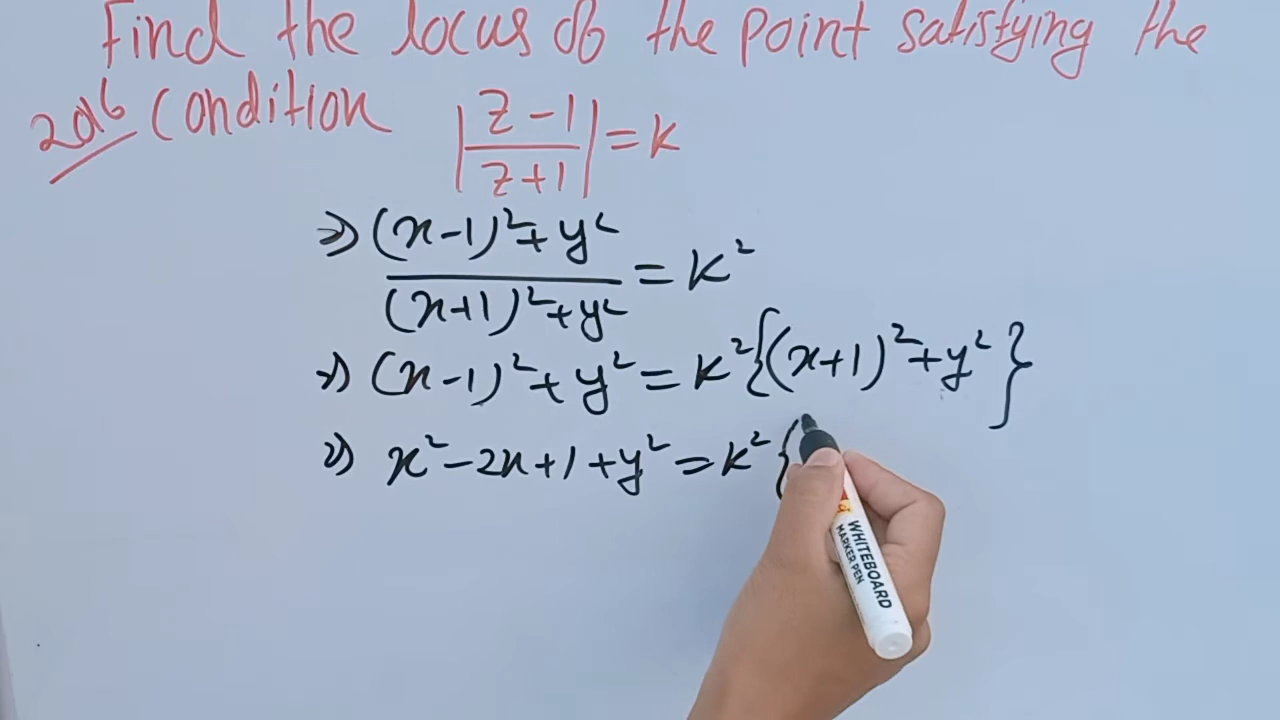 Find the locus of the point satisfying the
2016 Condition |z-1/z+1| = k
⇒ (x-1)²+y²/(x+1)²+y² = k²
⇒ (x-1)²+y² = k²{(x+1)²+y²}
⇒ x²-2x+1+y² = k²{
WHITEBOARD
MARKER PEN